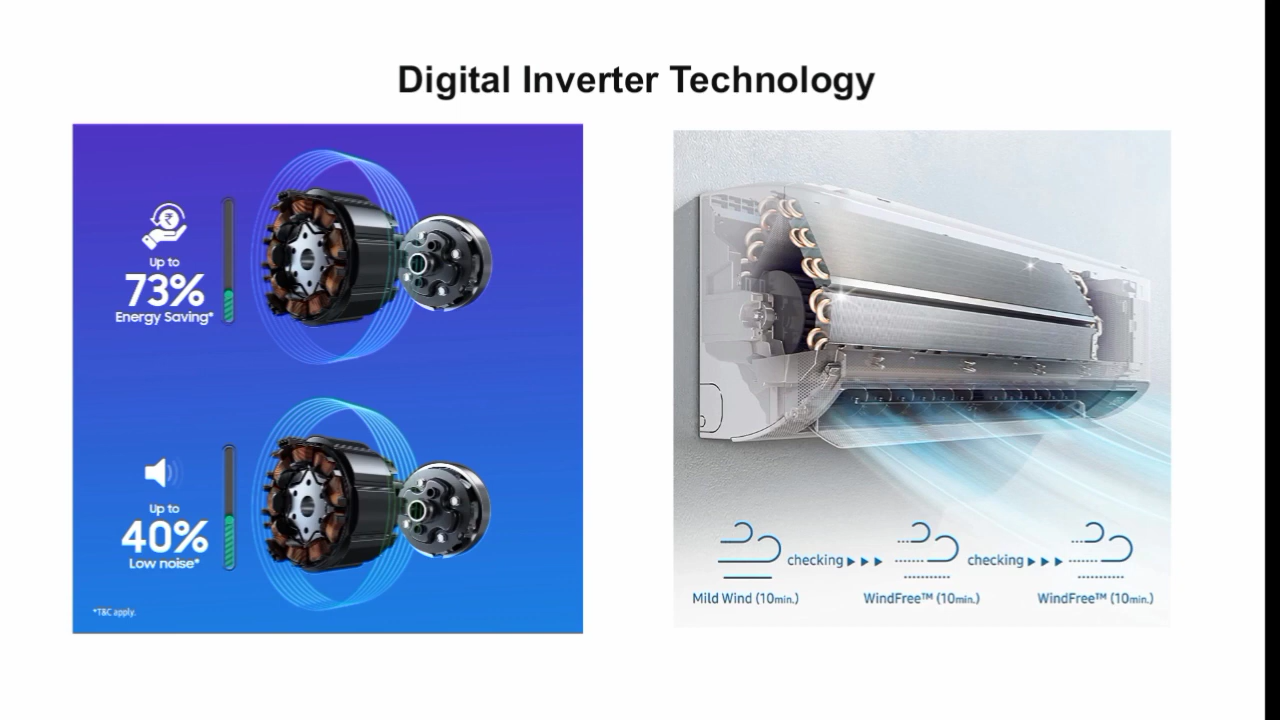 Digital Inverter Technology
₹
Up to
73%
Energy Saving*
Up to
40%
Low noise*
*T&C apply.
checking ▶▶▶ checking ▶▶▶
Mild Wind (10min.) WindFree™ (10min.) WindFree™ (10min.)